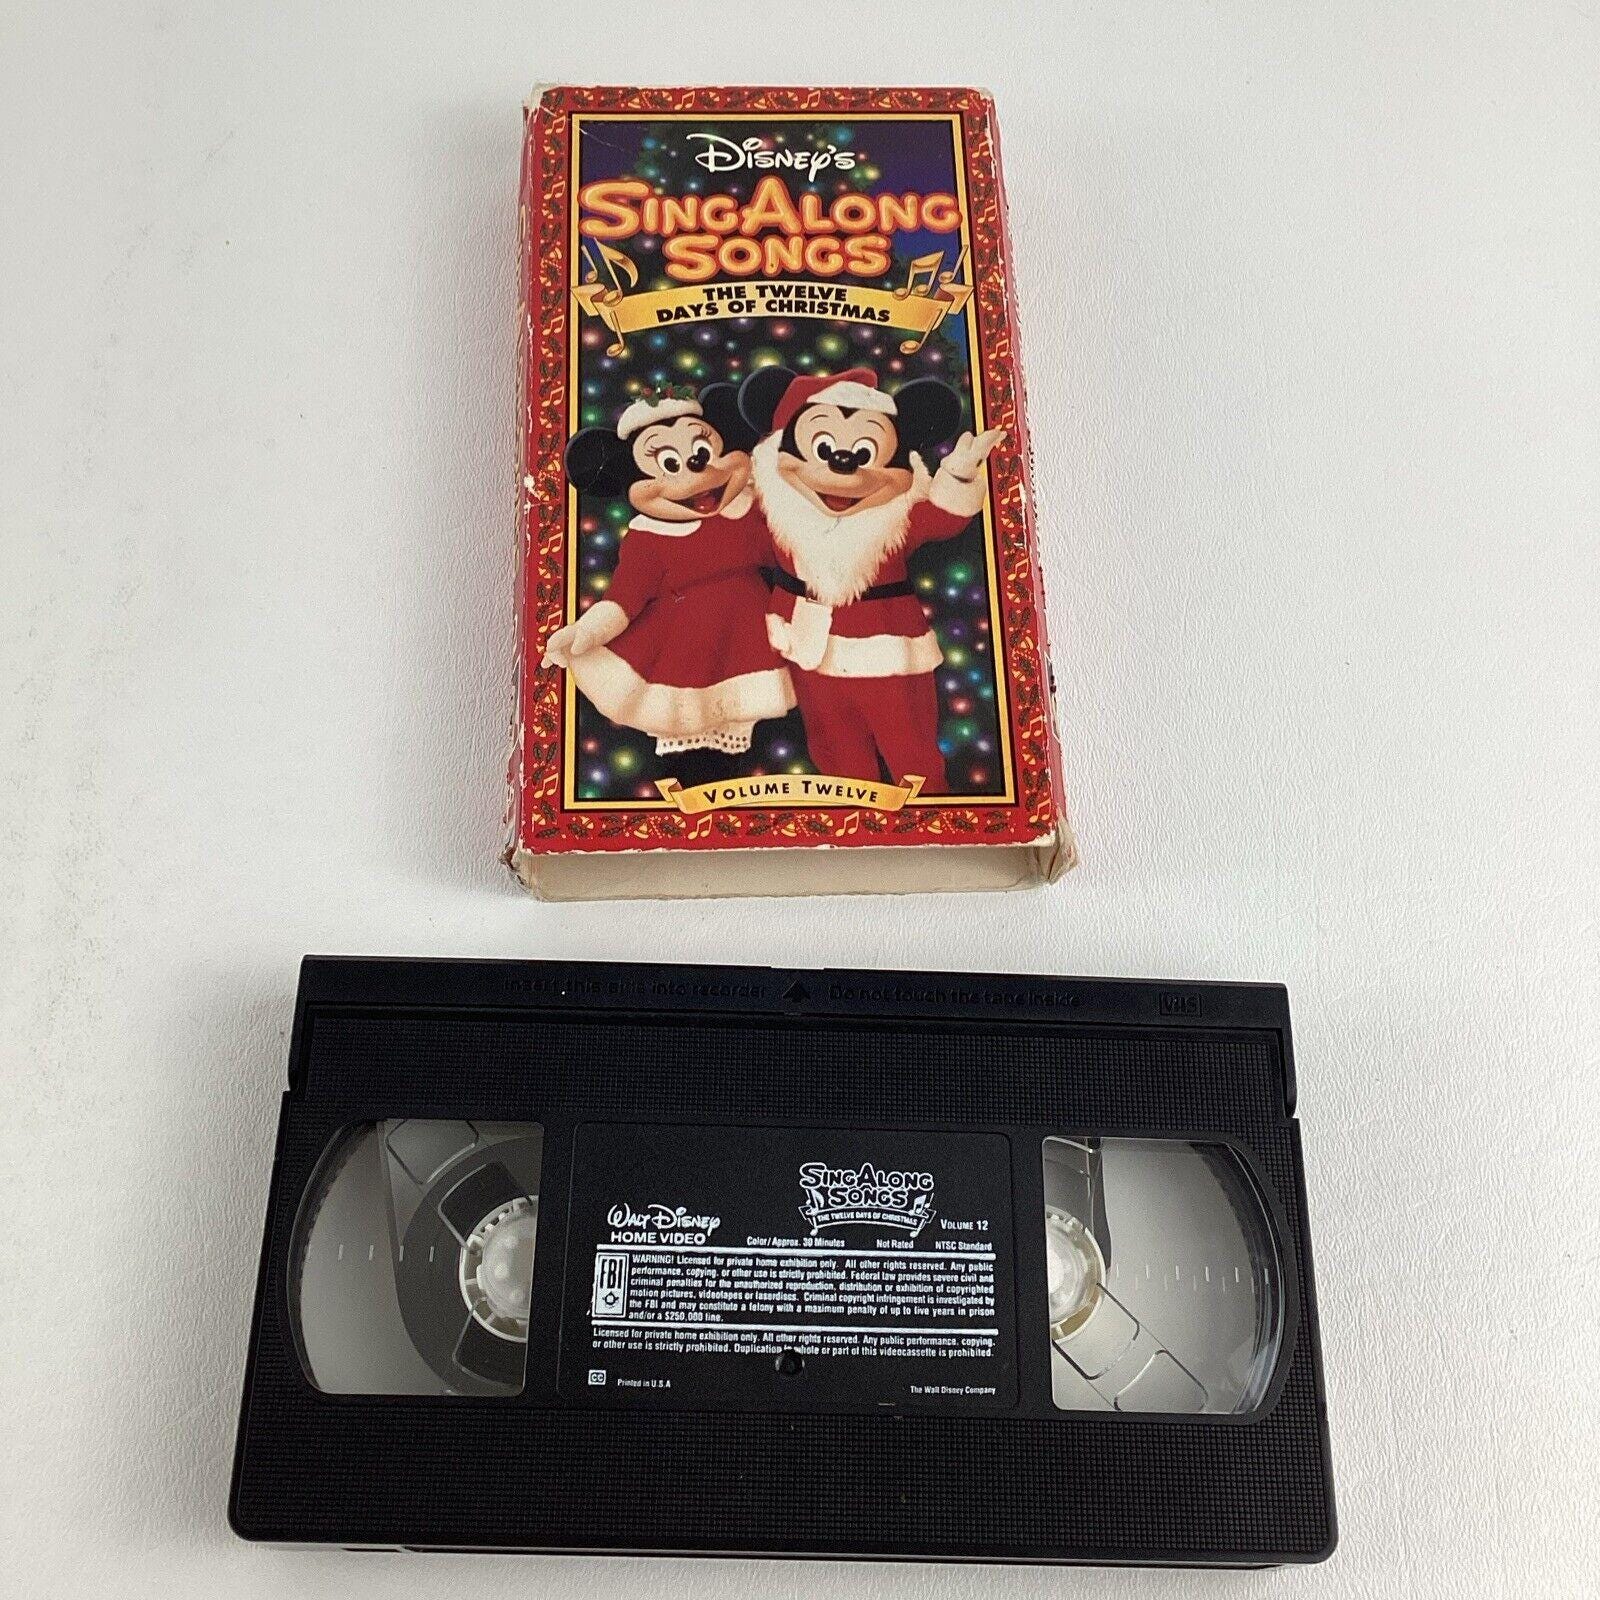 Disney's
Sing Along
Songs
The Twelve
Days of Christmas
Volume Twelve
Insert this side into recorder Do not touch the tape inside VHS
Sing Along
Songs
The Twelve Days of Christmas
Volume 12
Walt Disney
HOME VIDEO
Color/Approx. 30 Minutes Not Rated NTSC Standard
FBI
WARNING! Licensed for private home exhibition only. All other rights reserved. Any public
performance, copying, or other use is strictly prohibited. Federal law provides severe civil and
criminal penalties for the unauthorized reproduction, distribution or exhibition of copyrighted
motion pictures, videotapes or laserdiscs. Criminal copyright infringement is investigated by
the FBI and may constitute a felony with a maximum penalty of up to five years in prison
and/or a $250,000 fine.
Licensed for private home exhibition only. All other rights reserved. Any public performance, copying,
or other use is strictly prohibited. Duplication in whole or part of this videocassette is prohibited.
CC Printed in U.S.A The Walt Disney Company